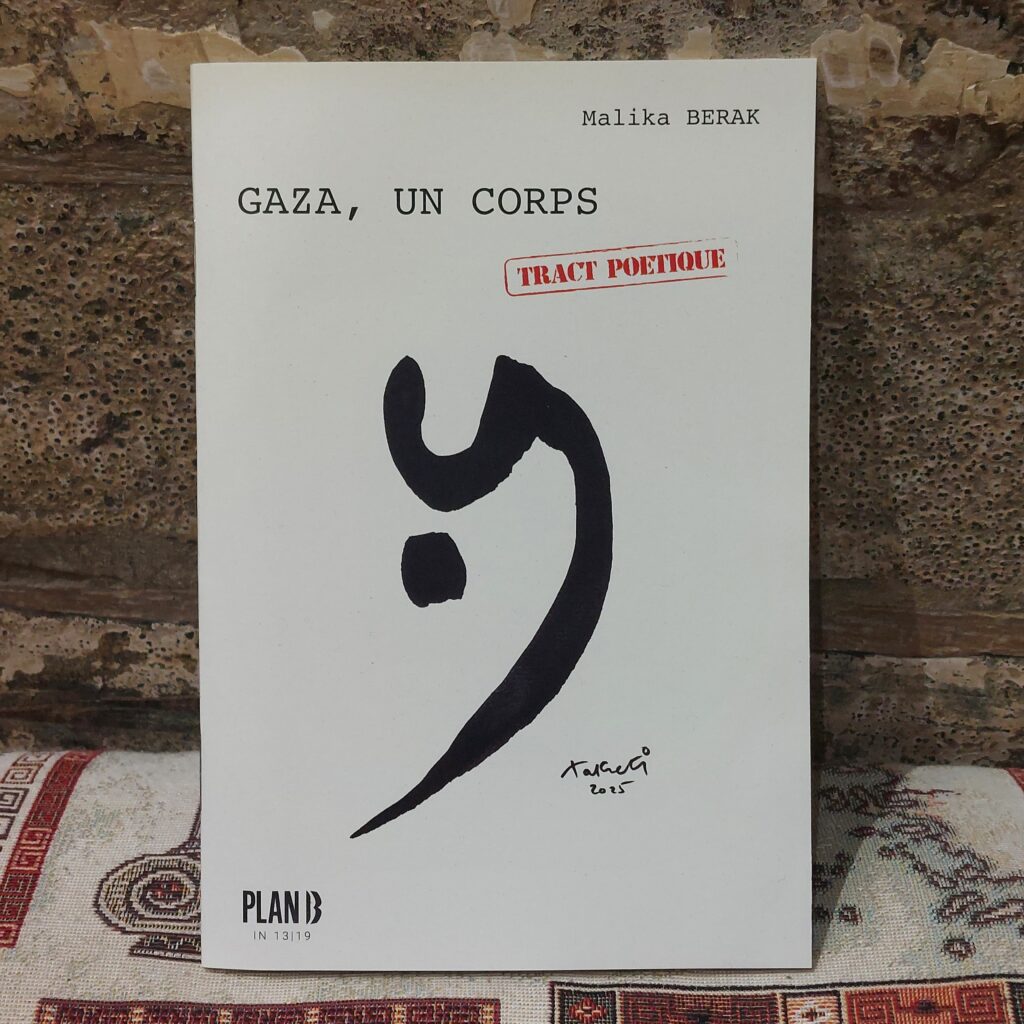 Malika BERAK
GAZA, UN CORPS
TRACT POETIQUE
2025
PLAN B
IN 13|19